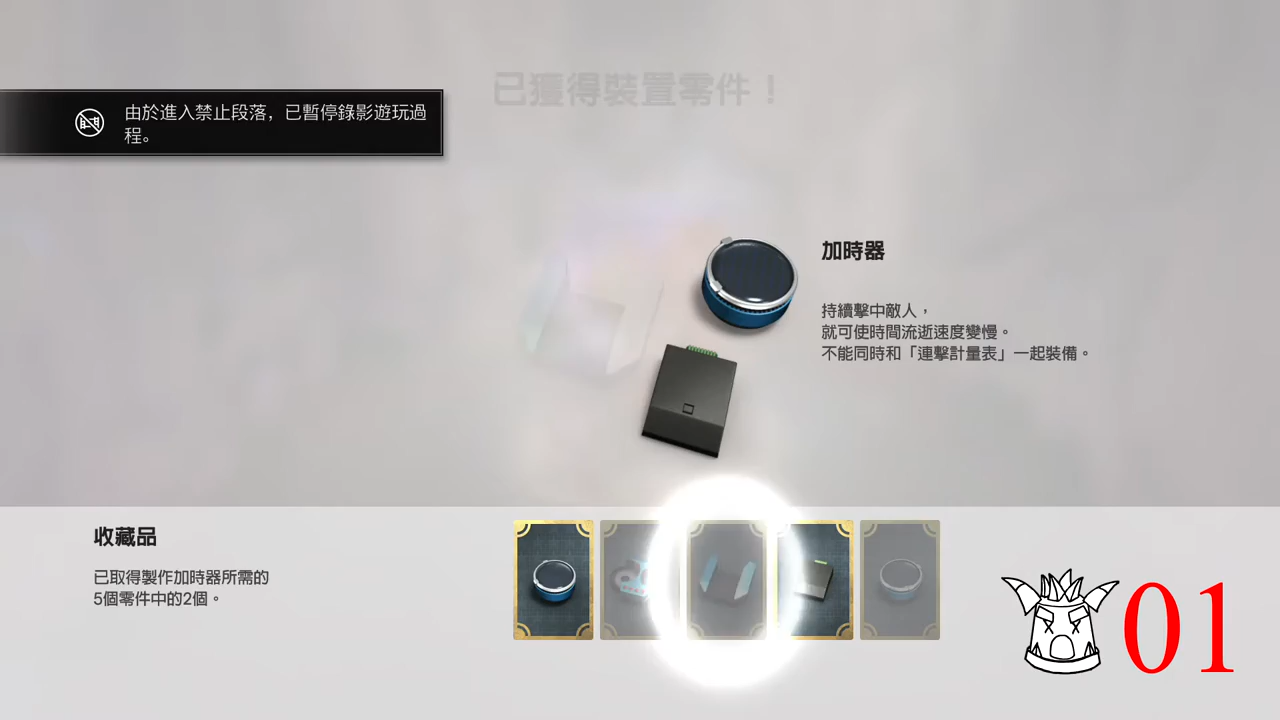 已獲得裝置零件！
由於進入禁止段落，已暫停錄影遊玩過
程。
加時器
持續擊中敵人，
就可使時間流逝速度變慢。
不能同時和「連擊計量表」一起裝備。
收藏品
已取得製作加時器所需的
5個零件中的2個。
01